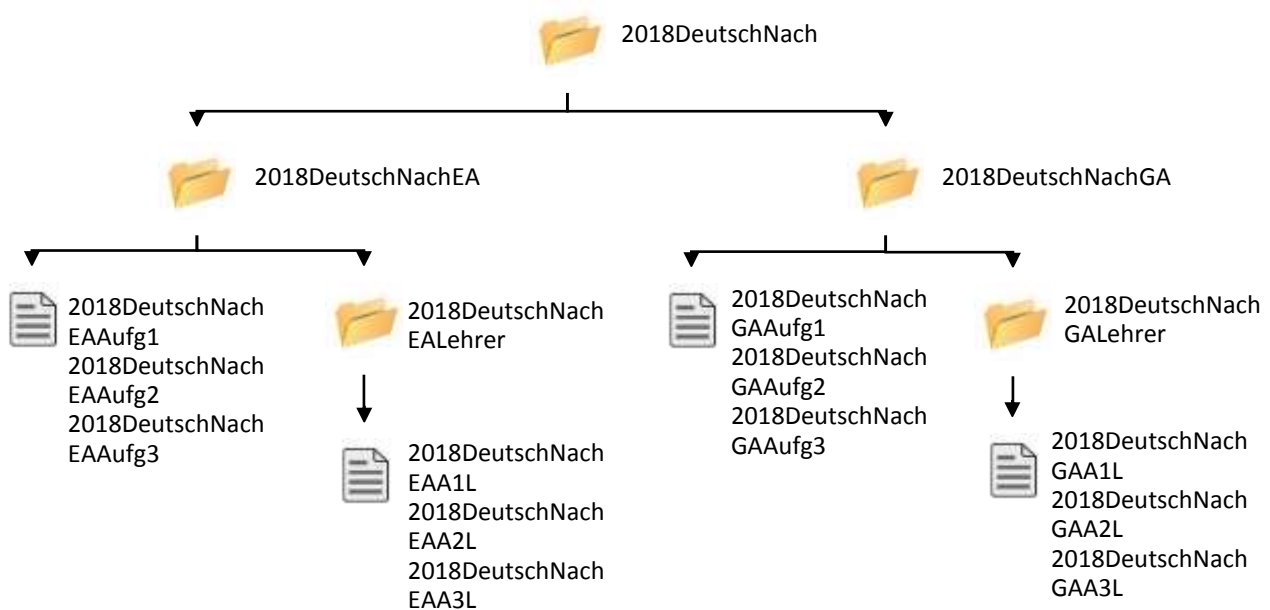 2018DeutschNach
2018DeutschNachEA
2018DeutschNachGA
2018DeutschNach
EAAufg1
2018DeutschNach
EAAufg2
2018DeutschNach
EAAufg3
2018DeutschNach
EALehrer
2018DeutschNach
EAA1L
2018DeutschNach
EAA2L
2018DeutschNach
EAA3L
2018DeutschNach
GAAufg1
2018DeutschNach
GAAufg2
2018DeutschNach
GAAufg3
2018DeutschNach
GALehrer
2018DeutschNach
GAA1L
2018DeutschNach
GAA2L
2018DeutschNach
GAA3L